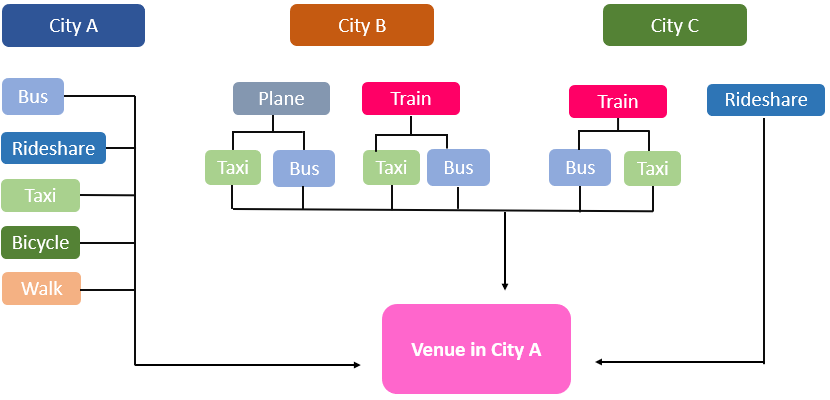 City A
City B
City C
Bus
Rideshare
Taxi
Bicycle
Walk
Plane
Train
Taxi
Bus
Taxi
Bus
Train
Rideshare
Bus
Taxi
Venue in City A